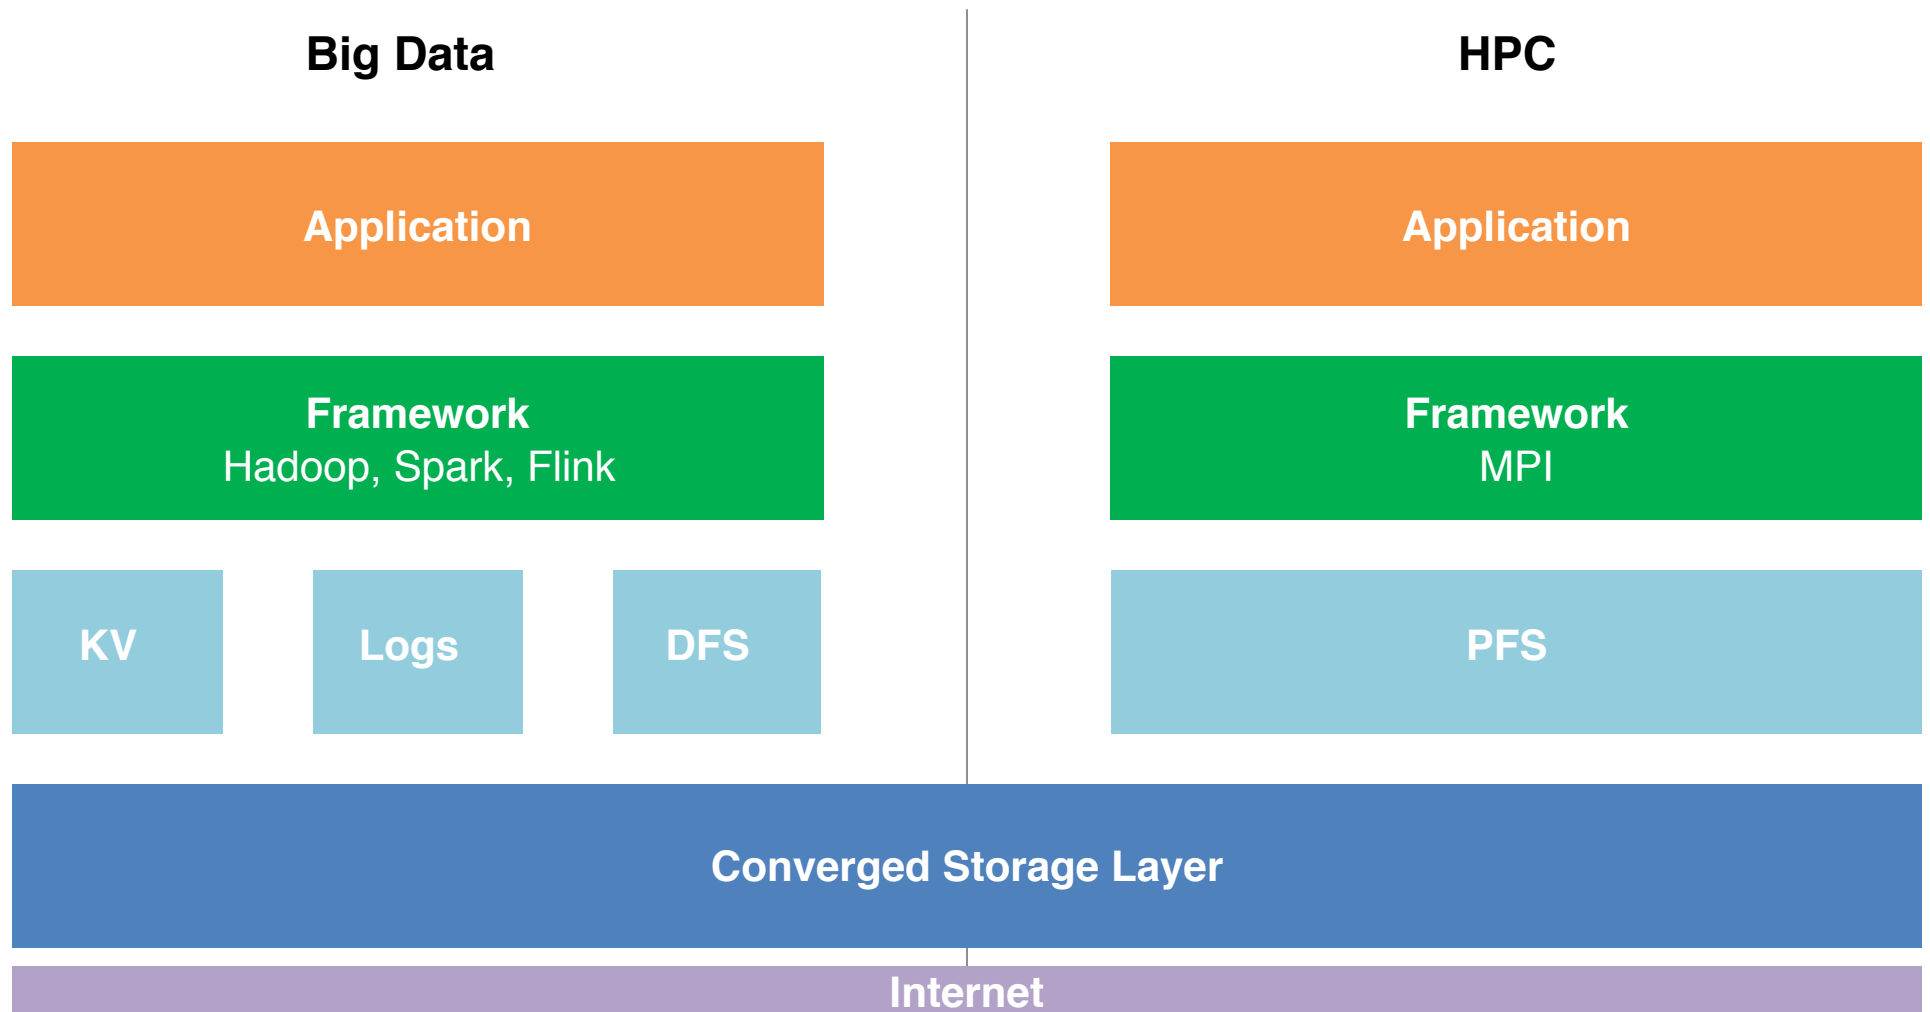 Big Data
HPC
Application
Application
Framework
Hadoop, Spark, Flink
Framework
MPI
KV
Logs
DFS
PFS
Converged Storage Layer
Internet